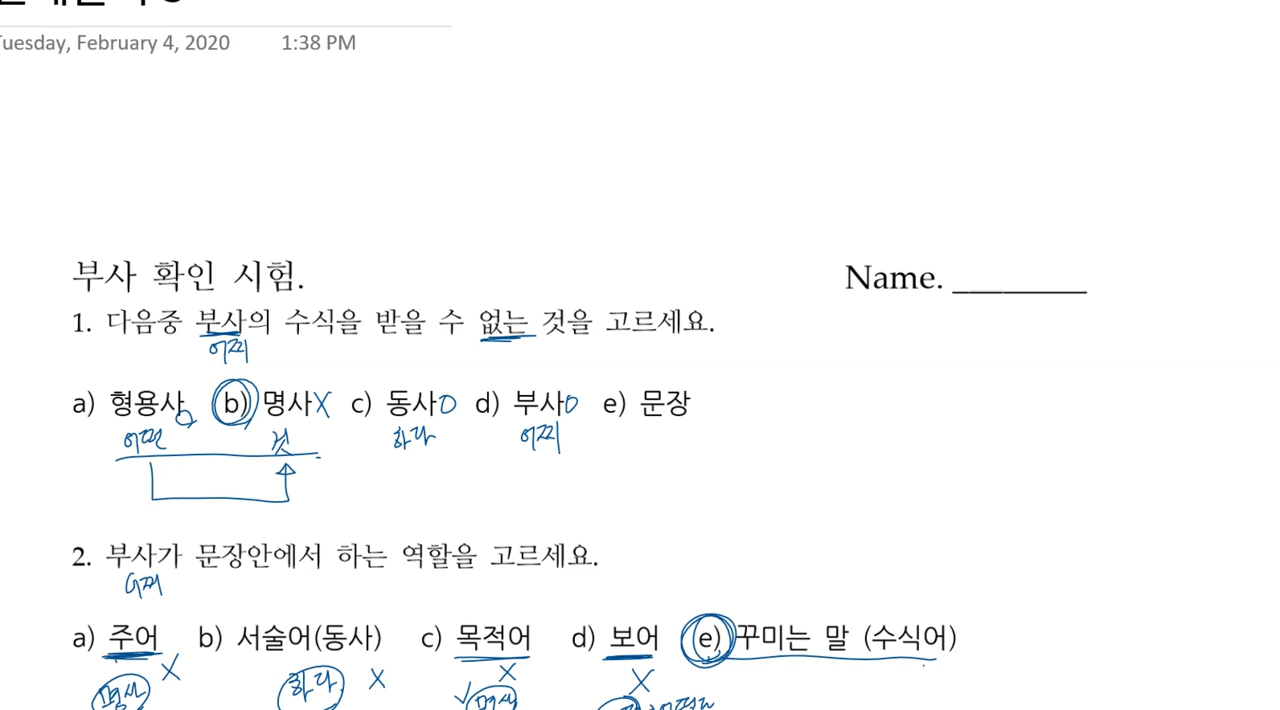 Tuesday, February 4, 2020 1:38 PM
부사 확인 시험. Name. ________
1. 다음중 부사의 수식을 받을 수 없는 것을 고르세요.
어찌
a) 형용사 b) 명사X c) 동사O d) 부사O e) 문장
어떤 것 하다 어찌
2. 부사가 문장안에서 하는 역할을 고르세요.
어찌
a) 주어 b) 서술어(동사) c) 목적어 d) 보어 e) 꾸미는 말 (수식어)
X X X X
명사 하다 명사